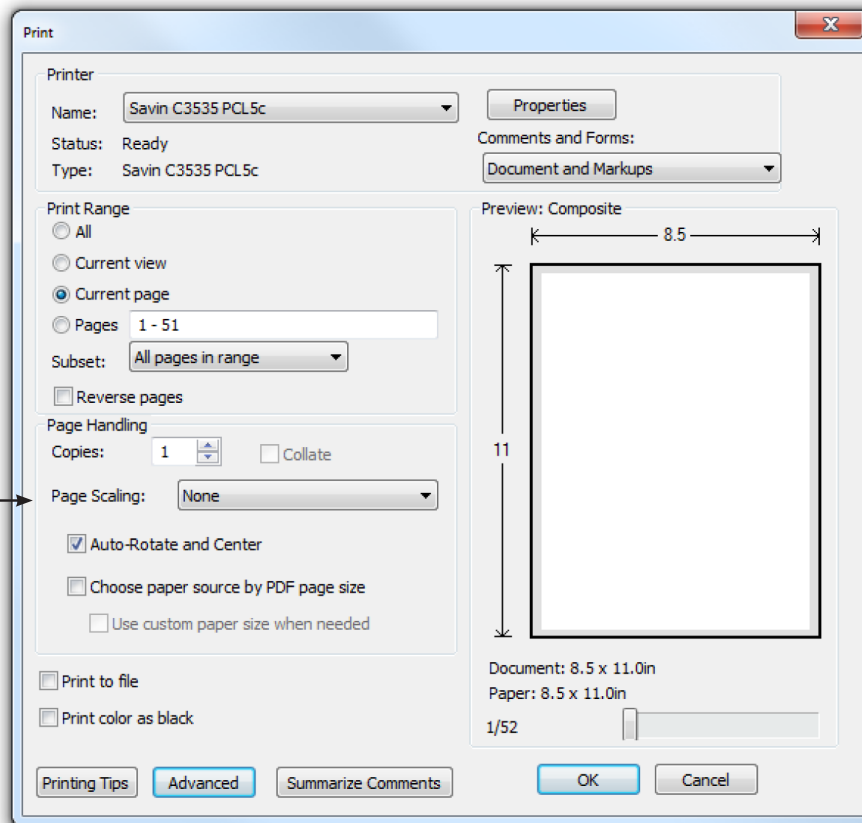 Print
Printer
Name: Savin C3535 PCL5c
Properties
Status: Ready
Comments and Forms:
Type: Savin C3535 PCL5c
Document and Markups
Print Range
All
Current view
Current page
Pages 1 - 51
Subset: All pages in range
Reverse pages
Page Handling
Copies: 1 Collate
Page Scaling: None
Auto-Rotate and Center
Choose paper source by PDF page size
Use custom paper size when needed
Preview: Composite
8.5
11
Document: 8.5 x 11.0in
Paper: 8.5 x 11.0in
1/52
Print to file
Print color as black
Printing Tips
Advanced
Summarize Comments
OK
Cancel